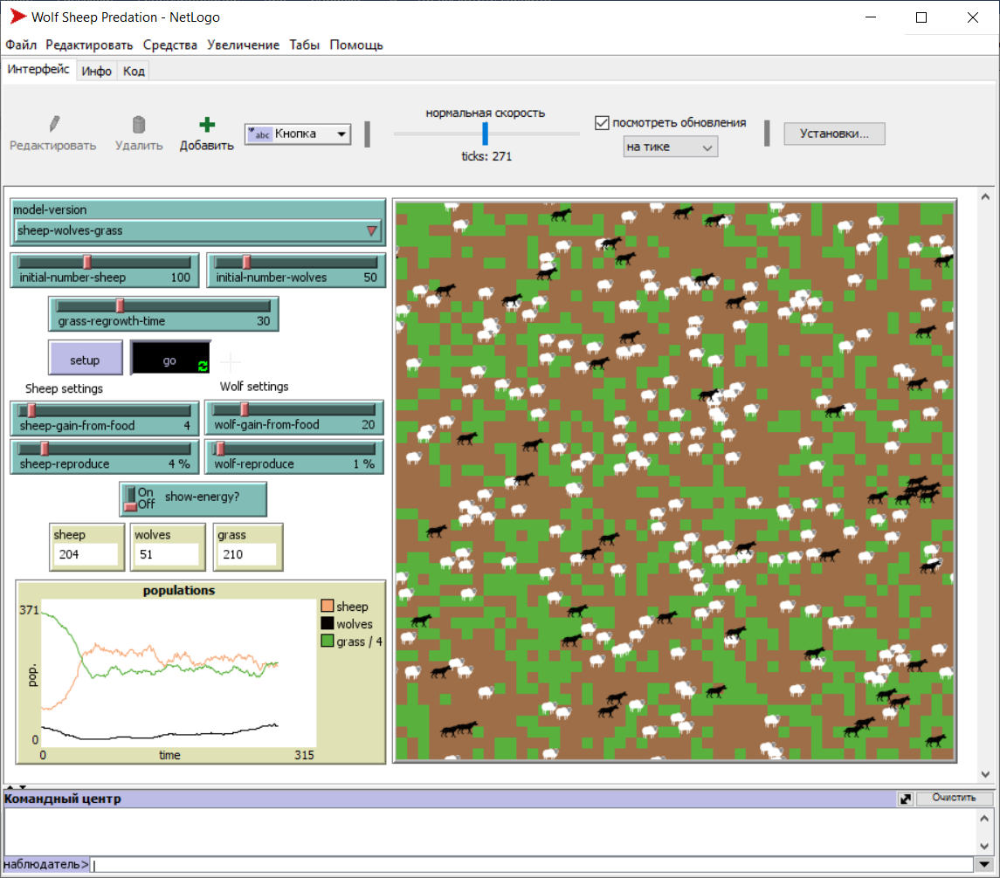 Wolf Sheep Predation - NetLogo
Файл Редактировать Средства Увеличение Табы Помощь
Интерфейс Инфо Код
Редактировать Удалить Добавить
abc Кнопка
нормальная скорость
ticks: 271
посмотреть обновления
на тике
Установки...
model-version
sheep-wolves-grass
initial-number-sheep 100
initial-number-wolves 50
grass-regrowth-time 30
setup
go
Sheep settings
Wolf settings
sheep-gain-from-food 4
wolf-gain-from-food 20
sheep-reproduce 4 %
wolf-reproduce 1 %
On
Off
show-energy?
sheep
204
wolves
51
grass
210
populations
371
pop.
0
0
time
315
sheep
wolves
grass / 4
Командный центр
Очистить
наблюдатель>